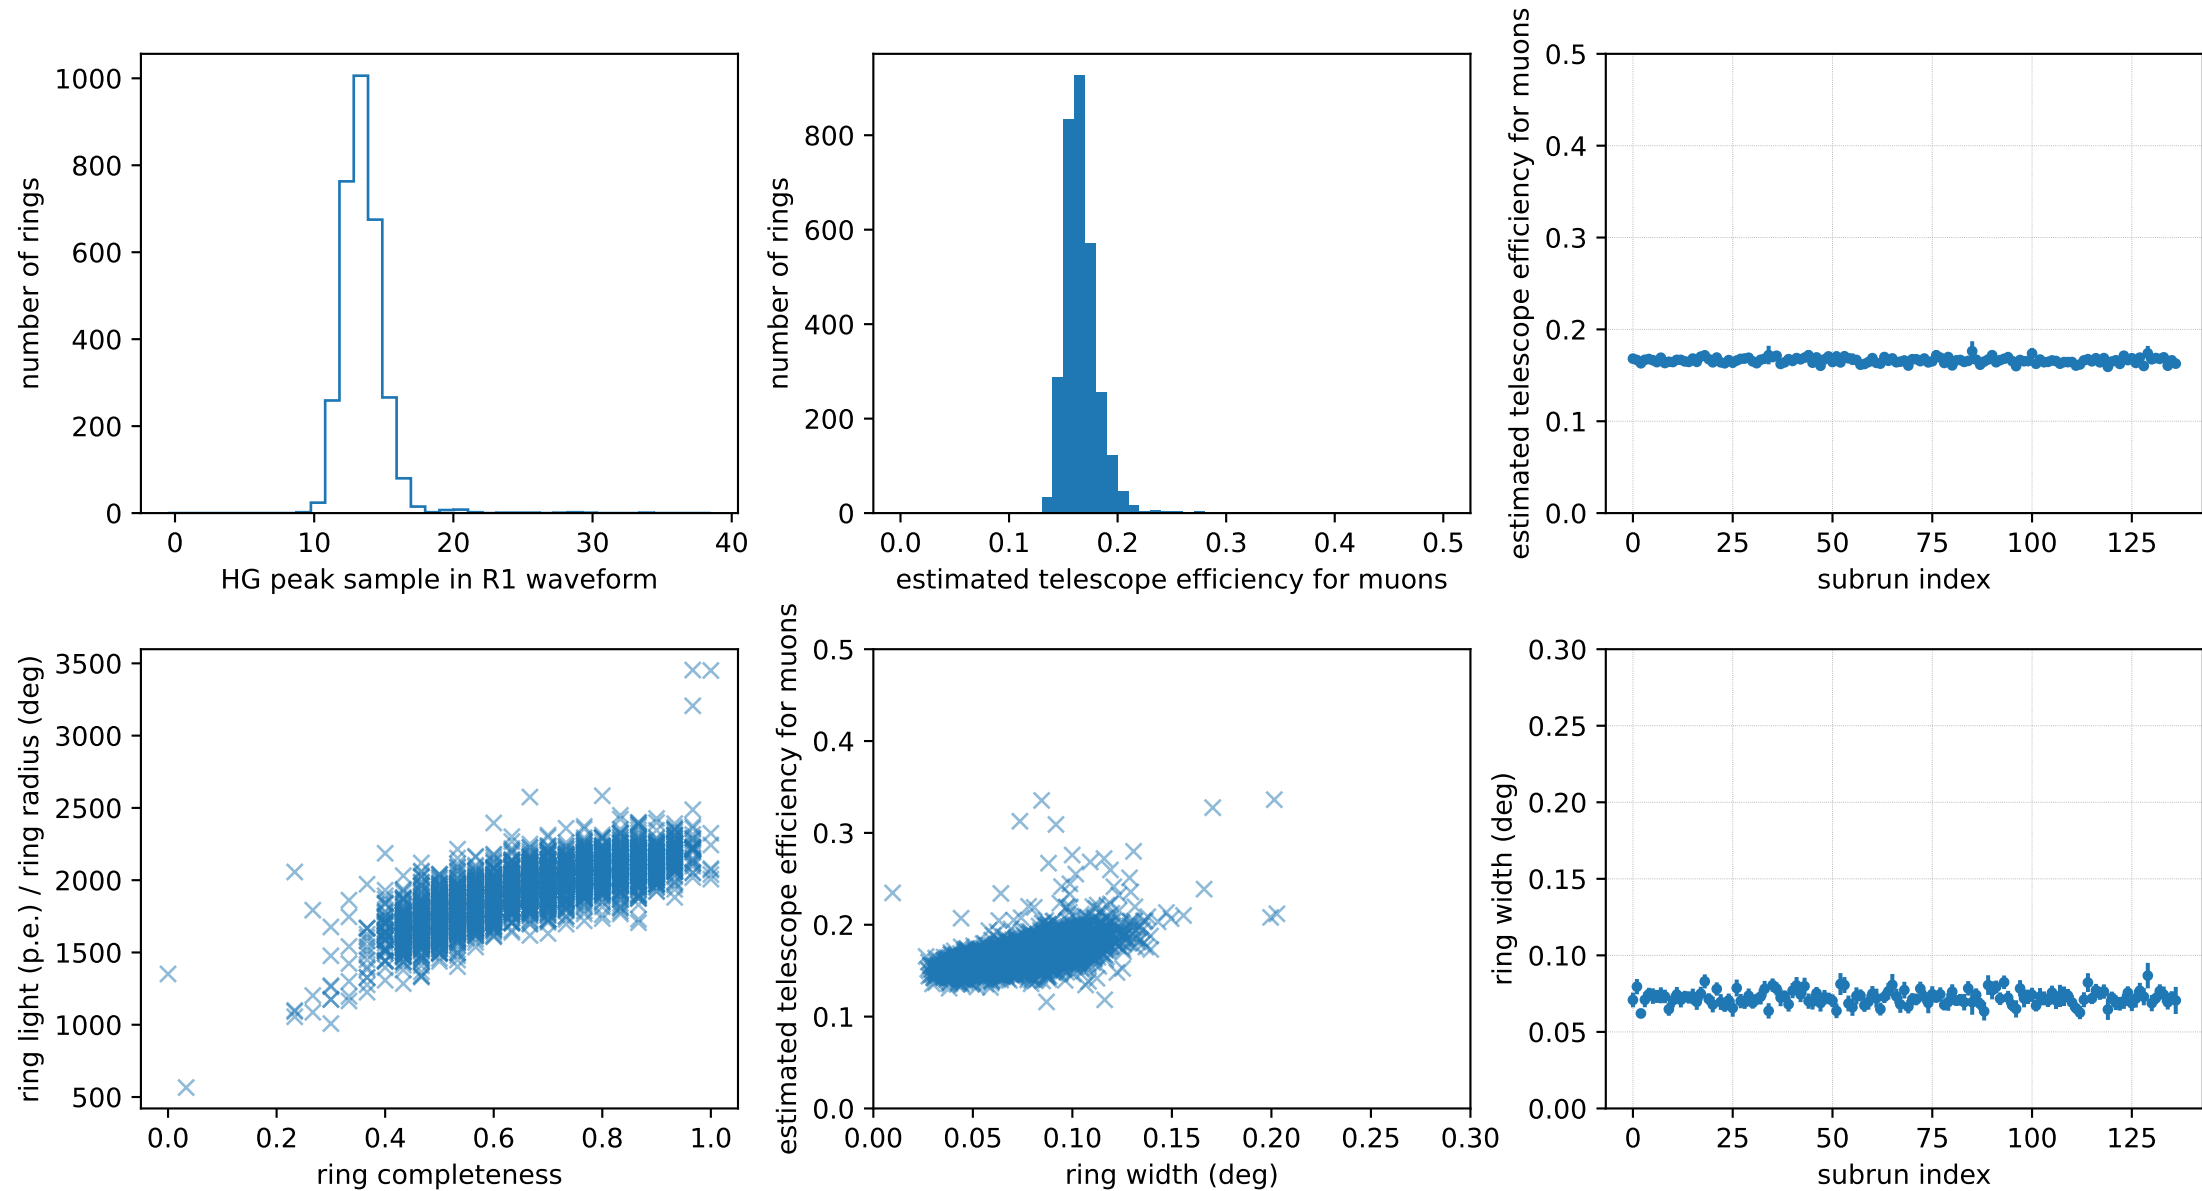 number of rings
1000
800
600
400
200
0
0 10 20 30 40
HG peak sample in R1 waveform
number of rings
800
600
400
200
0
0.0 0.1 0.2 0.3 0.4 0.5
estimated telescope efficiency for muons
estimated telescope efficiency for muons
0.5
0.4
0.3
0.2
0.1
0.0
0 25 50 75 100 125
subrun index
ring light (p.e.) / ring radius (deg)
3500
3000
2500
2000
1500
1000
500
0.0 0.2 0.4 0.6 0.8 1.0
ring completeness
estimated telescope efficiency for muons
0.5
0.4
0.3
0.2
0.1
0.0
0.00 0.05 0.10 0.15 0.20 0.25 0.30
ring width (deg)
ring width (deg)
0.30
0.25
0.20
0.15
0.10
0.05
0.00
0 25 50 75 100 125
subrun index